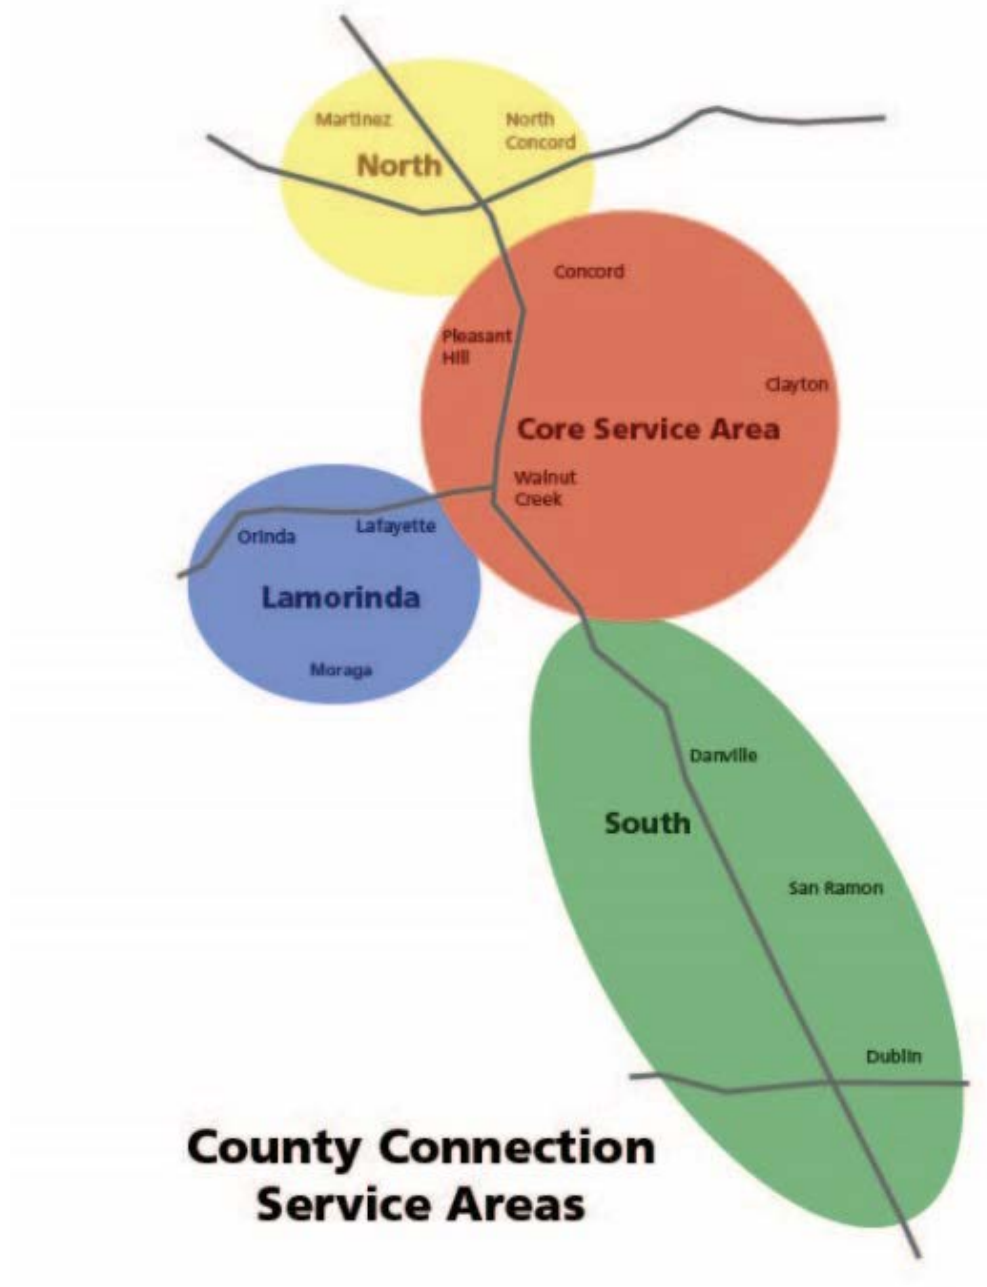 Martinez
North
Concord
North
Concord
Pleasant
Hill
Clayton
Core Service Area
Walnut
Creek
Lafayette
Orinda
Lamorinda
Moraga
Danville
South
San Ramon
Dublin
County Connection
Service Areas